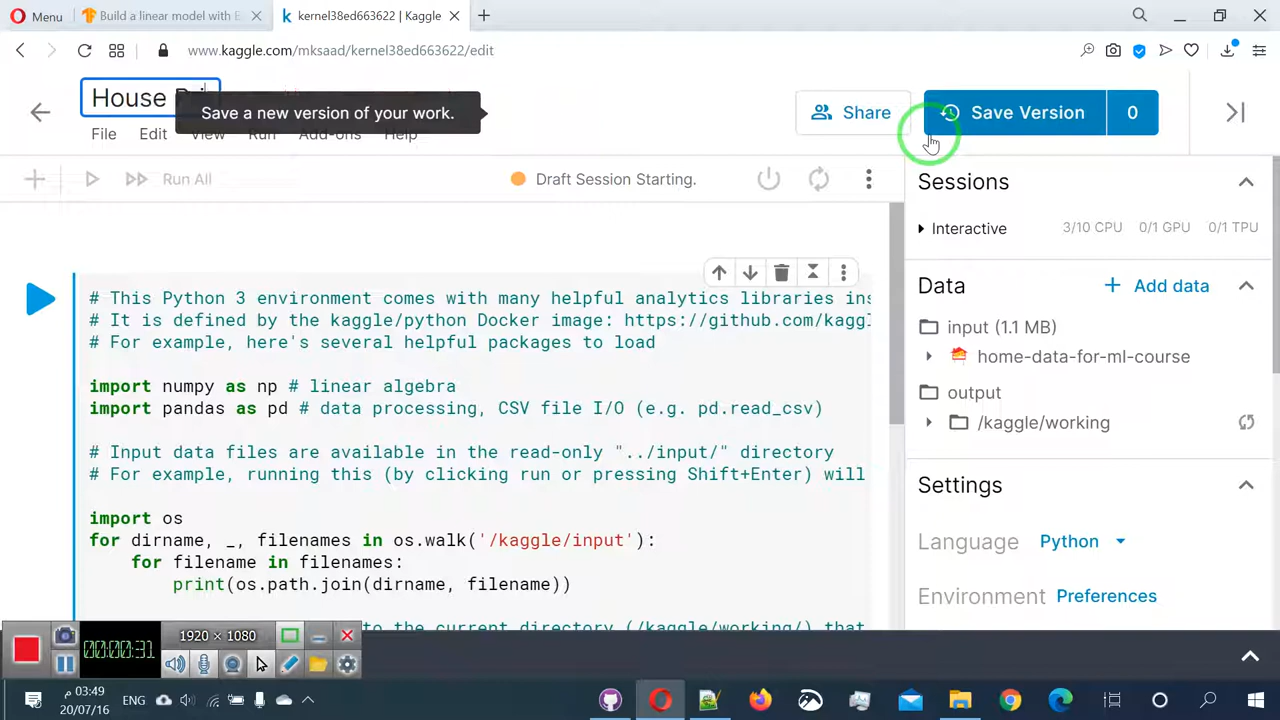 Menu
Build a linear model with E
kernel38ed663622 | Kaggle
www.kaggle.com/mksaad/kernel38ed663622/edit
House
Save a new version of your work.
Share
Save Version
0
File
Edit
View
Run
Add-ons
Help
Run All
Draft Session Starting.
Sessions
Interactive
3/10 CPU
0/1 GPU
0/1 TPU
Data
+ Add data
input (1.1 MB)
home-data-for-ml-course
output
/kaggle/working
Settings
Language
Python
Environment
Preferences
# This Python 3 environment comes with many helpful analytics libraries ins
# It is defined by the kaggle/python Docker image: https://github.com/kaggl
# For example, here's several helpful packages to load
import numpy as np # linear algebra
import pandas as pd # data processing, CSV file I/O (e.g. pd.read_csv)
# Input data files are available in the read-only "../input/" directory
# For example, running this (by clicking run or pressing Shift+Enter) will
import os
for dirname, _, filenames in os.walk('/kaggle/input'):
for filename in filenames:
print(os.path.join(dirname, filename))
to the current directory (/kaggle/working/) that
00:00:31
1920 × 1080
م 03:49
20/07/16
ENG